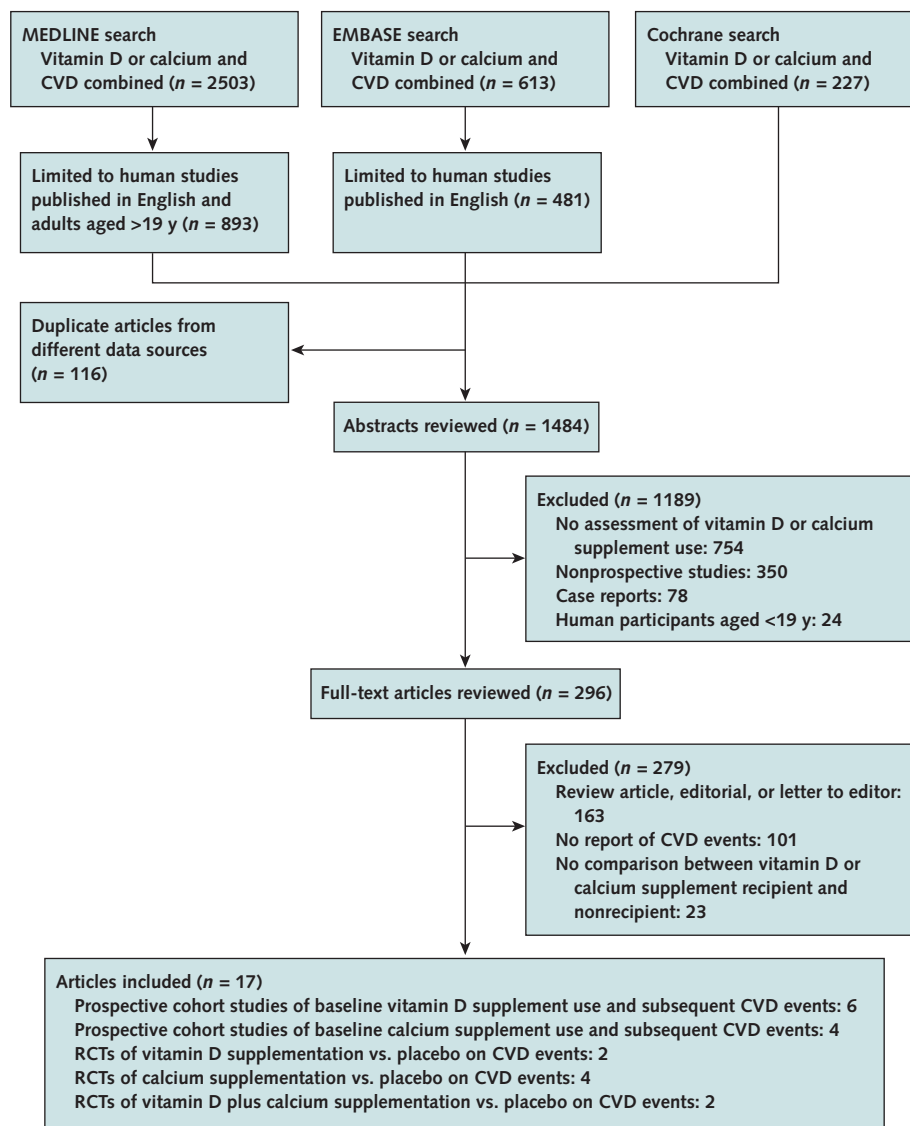 MEDLINE search
Vitamin D or calcium and
CVD combined (n = 2503)
EMBASE search
Vitamin D or calcium and
CVD combined (n = 613)
Cochrane search
Vitamin D or calcium and
CVD combined (n = 227)
Limited to human studies
published in English and
adults aged >19 y (n = 893)
Limited to human studies
published in English (n = 481)
Duplicate articles from
different data sources
(n = 116)
Abstracts reviewed (n = 1484)
Excluded (n = 1189)
No assessment of vitamin D or calcium
supplement use: 754
Nonprospective studies: 350
Case reports: 78
Human participants aged <19 y: 24
Full-text articles reviewed (n = 296)
Excluded (n = 279)
Review article, editorial, or letter to editor:
163
No report of CVD events: 101
No comparison between vitamin D or
calcium supplement recipient and
nonrecipient: 23
Articles included (n = 17)
Prospective cohort studies of baseline vitamin D supplement use and subsequent CVD events: 6
Prospective cohort studies of baseline calcium supplement use and subsequent CVD events: 4
RCTs of vitamin D supplementation vs. placebo on CVD events: 2
RCTs of calcium supplementation vs. placebo on CVD events: 4
RCTs of vitamin D plus calcium supplementation vs. placebo on CVD events: 2